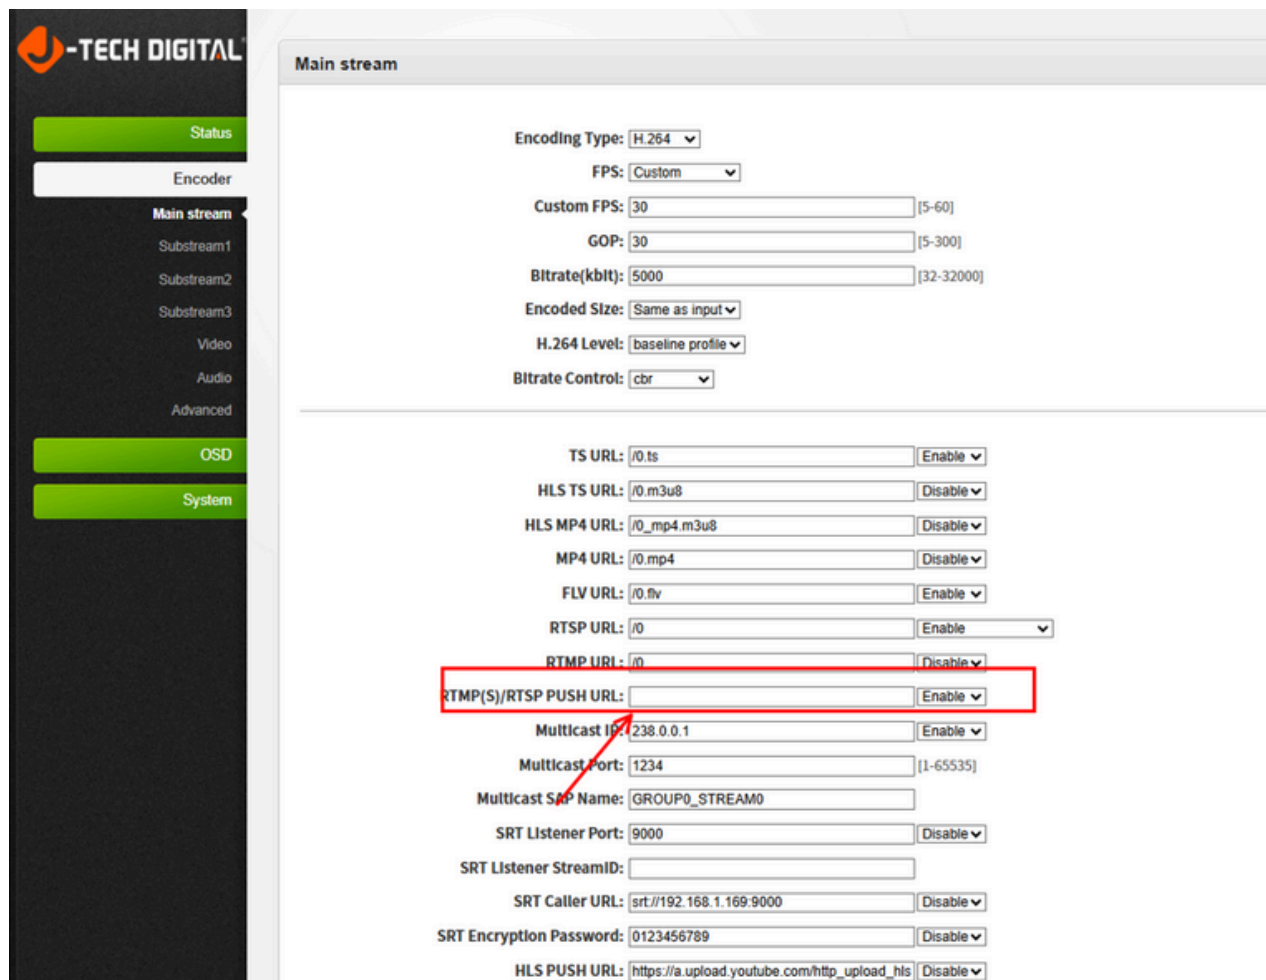 J-TECH DIGITAL
Main stream
Status
Encoder
Main stream
Substream1
Substream2
Substream3
Video
Audio
Advanced
OSD
System
Encoding Type: H.264
FPS: Custom
Custom FPS: 30 [5-60]
GOP: 30 [5-300]
Bitrate(kbit): 5000 [32-32000]
Encoded Size: Same as input
H.264 Level: baseline profile
Bitrate Control: cbr
TS URL: /0.ts Enable
HLS TS URL: /0.m3u8 Disable
HLS MP4 URL: /0_mp4.m3u8 Disable
MP4 URL: /0.mp4 Disable
FLV URL: /0.flv Enable
RTSP URL: /0 Enable
RTMP URL: /0 Disable
RTMP(S)/RTSP PUSH URL: Enable
Multicast IP: 238.0.0.1 Enable
Multicast Port: 1234 [1-65535]
Multicast SAP Name: GROUP0_STREAM0
SRT Listener Port: 9000 Disable
SRT Listener StreamID:
SRT Caller URL: srt://192.168.1.169:9000 Disable
SRT Encryption Password: 0123456789 Disable
HLS PUSH URL: https://a.upload.youtube.com/http_upload_hls Disable